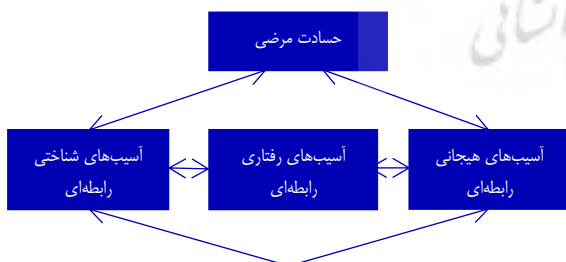 حسادت مرضی
آسیب‌های هیجانی
رابطه‌ای
آسیب‌های رفتاری
رابطه‌ای
آسیب‌های شناختی
رابطه‌ای